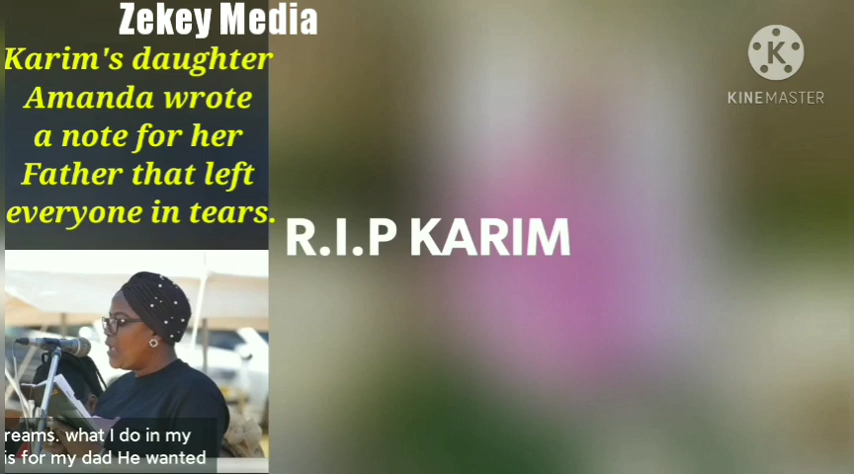 Zekey Media
Karim's daughter
Amanda wrote
a note for her
Father that left
everyone in tears.
KINEMASTER
R.I.P KARIM
reams. what I do in my
is for my dad He wanted